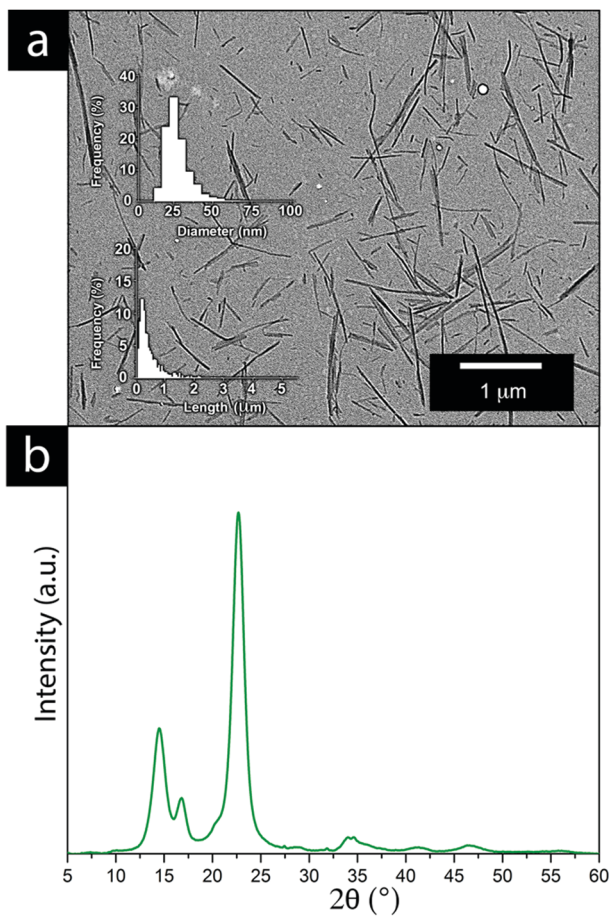 a
40
30
20
10
0
Frequency (%)
0 25 50 75 100
Diameter (nm)
20
15
10
5
0
Frequency (%)
0 1 2 3 4 5
Length (μm)
1 μm
b
Intensity (a.u.)
5 10 15 20 25 30 35 40 45 50 55 60
2θ (°)